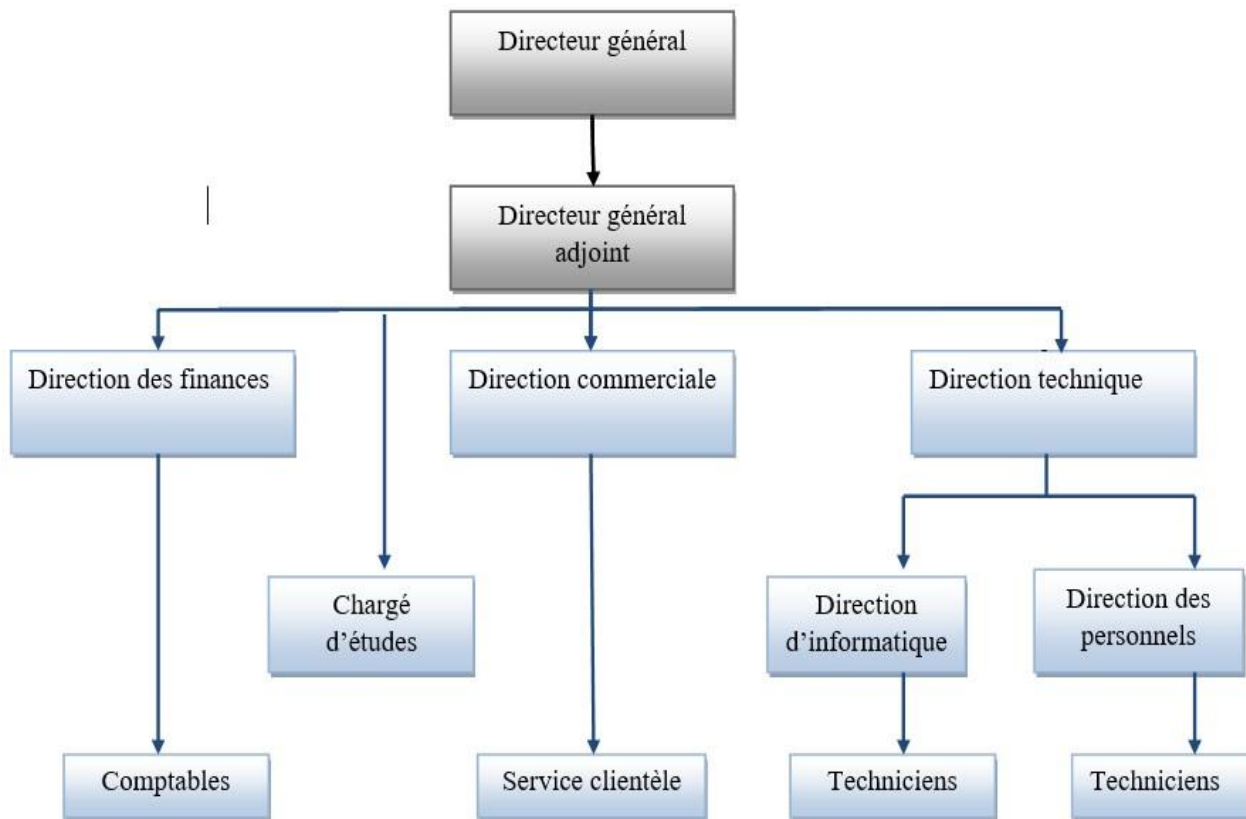 Directeur général
Directeur général
adjoint
Direction des finances
Direction commerciale
Direction technique
Chargé
d’études
Direction
d’informatique
Direction des
personnels
Comptables
Service clientèle
Techniciens
Techniciens